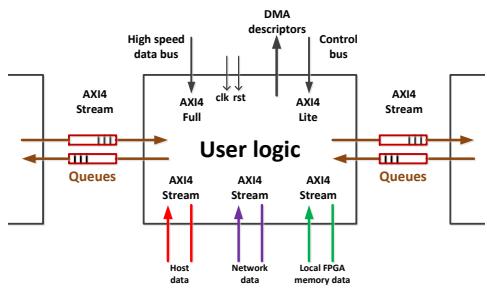 DMA
descriptors
High speed
data bus
Control
bus
AXI4
Stream
AXI4
Full
clk rst
AXI4
Lite
AXI4
Stream
User logic
Queues
Queues
AXI4
Stream
AXI4
Stream
AXI4
Stream
Host
data
Network
data
Local FPGA
memory data